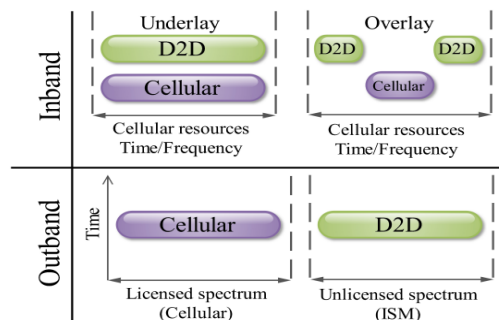 Inband
Underlay
D2D
Cellular
Cellular resources
Time/Frequency
Overlay
D2D
D2D
Cellular
Cellular resources
Time/Frequency
Outband
Time
Cellular
Licensed spectrum
(Cellular)
D2D
Unlicensed spectrum
(ISM)